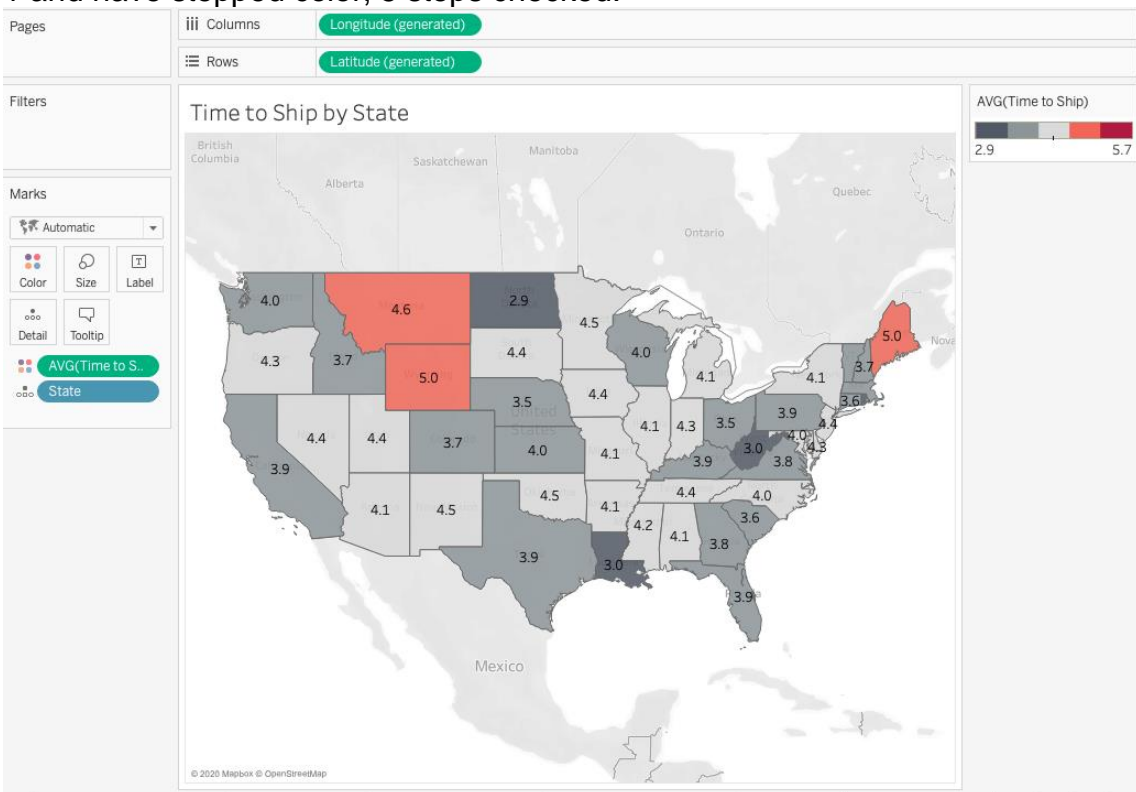 Pages
iii Columns
Longitude (generated)
Rows
Latitude (generated)
Filters
Marks
Automatic
Color
Size
Label
Detail
Tooltip
AVG(Time to S..
State
Time to Ship by State
AVG(Time to Ship)
2.9
5.7
British
Columbia
Alberta
Saskatchewan
Manitoba
Ontario
Quebec
Nova
4.0
4.6
2.9
4.5
5.0
4.3
3.7
4.4
4.0
4.1
4.1
3.7
5.0
3.5
4.4
3.9
3.6
United
States
4.4
4.4
3.7
4.0
4.1
4.1
4.3
3.5
3.0
4.0
4.4
4.3
3.9
3.9
3.8
4.1
4.5
4.5
4.1
4.4
4.0
3.9
3.0
4.2
4.1
3.8
3.6
3.9
Mexico
© 2020 Mapbox © OpenStreetMap